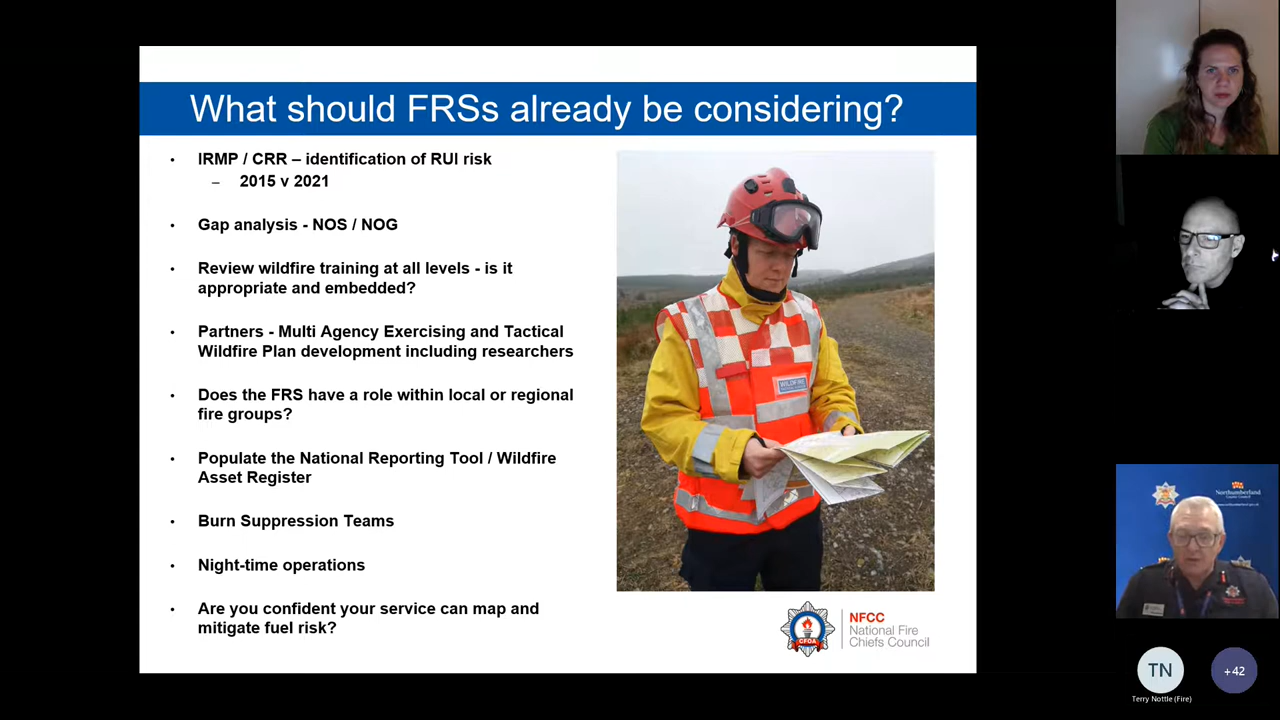 What should FRSs already be considering?
• IRMP / CRR – identification of RUI risk
– 2015 v 2021
• Gap analysis - NOS / NOG
• Review wildfire training at all levels - is it
appropriate and embedded?
• Partners - Multi Agency Exercising and Tactical
Wildfire Plan development including researchers
• Does the FRS have a role within local or regional
fire groups?
• Populate the National Reporting Tool / Wildfire
Asset Register
• Burn Suppression Teams
• Night-time operations
• Are you confident your service can map and
mitigate fuel risk?
WILDFIRE
CFOA
NFCC
National Fire
Chiefs Council
Northumberland
TN
+42
Terry Nottle (Fire)